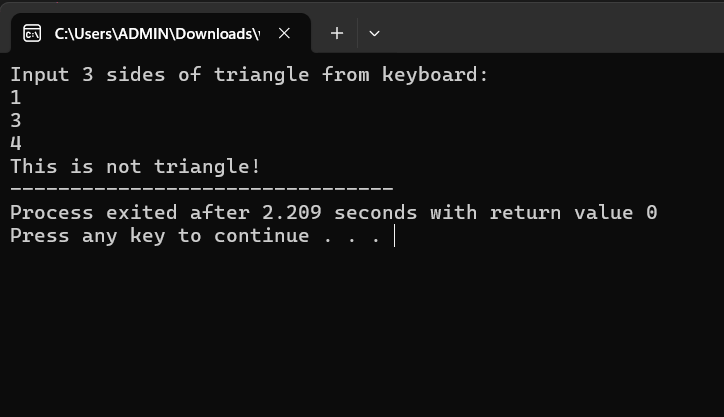 C:\Users\ADMIN\Downloads\
Input 3 sides of triangle from keyboard:
1
3
4
This is not triangle!
--------------------------------
Process exited after 2.209 seconds with return value 0
Press any key to continue . . .